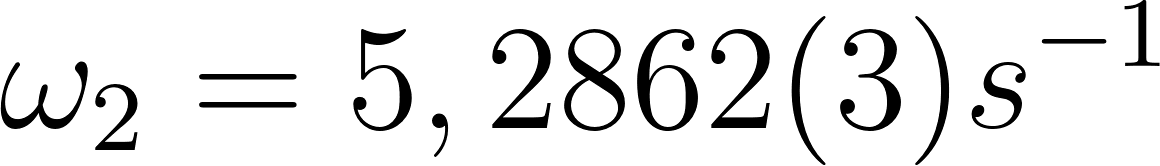 ω₂ = 5, 2862(3)s⁻¹